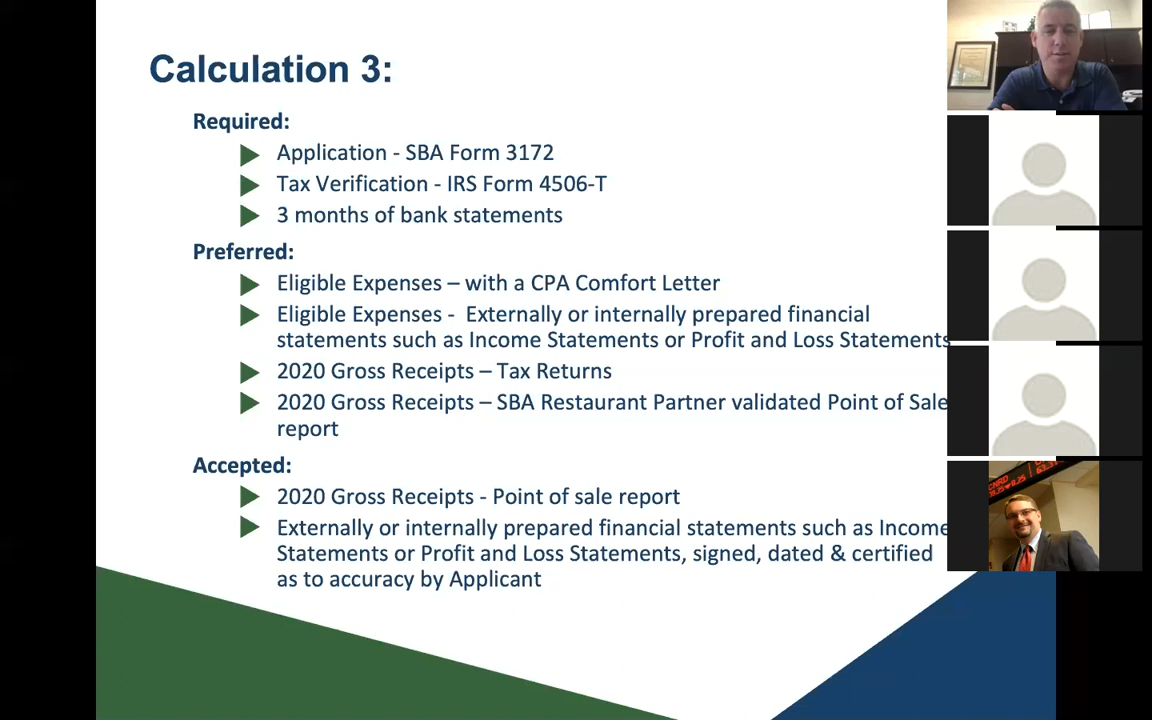 Calculation 3:
Required:
Application - SBA Form 3172
Tax Verification - IRS Form 4506-T
3 months of bank statements
Preferred:
Eligible Expenses – with a CPA Comfort Letter
Eligible Expenses - Externally or internally prepared financial
statements such as Income Statements or Profit and Loss Statements
2020 Gross Receipts – Tax Returns
2020 Gross Receipts – SBA Restaurant Partner validated Point of Sale
report
Accepted:
2020 Gross Receipts - Point of sale report
Externally or internally prepared financial statements such as Income
Statements or Profit and Loss Statements, signed, dated & certified
as to accuracy by Applicant